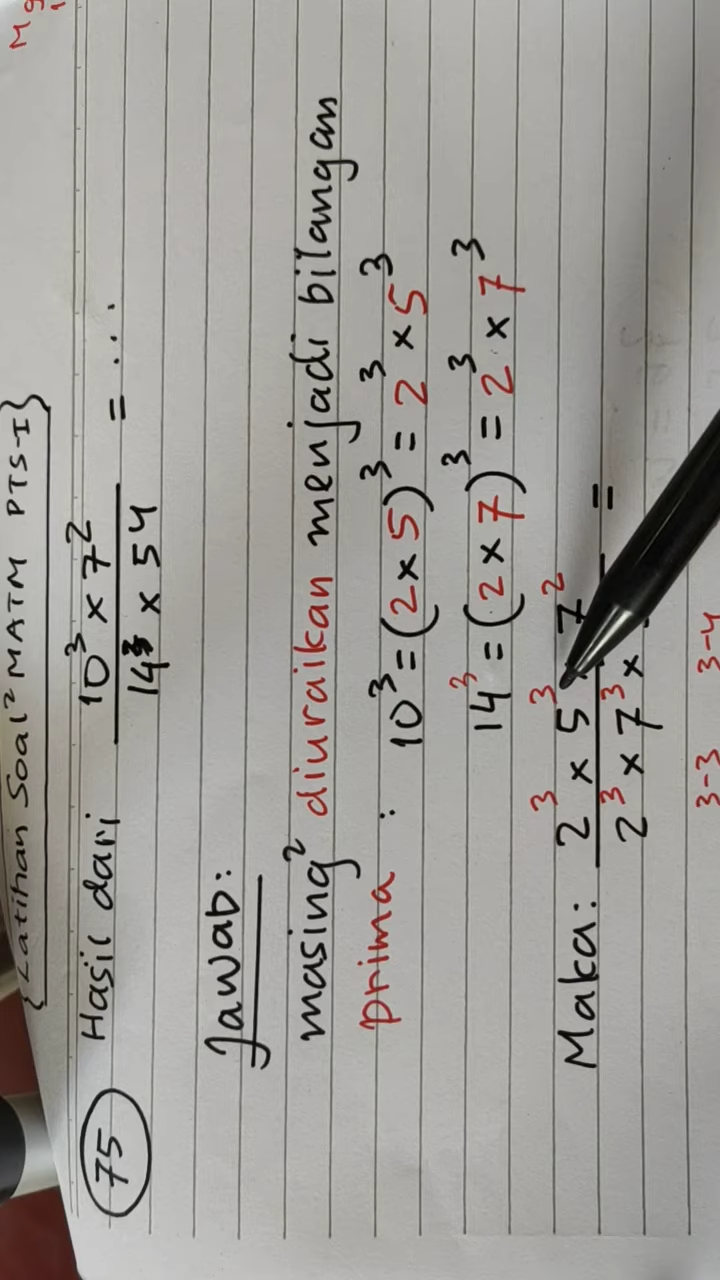 {Latihan Soal² MATM PTS-I}
75 Hasil dari 10³ × 7² / 14³ × 54 = ...
Jawab:
masing² diuraikan menjadi bilangan
prima : 10³ = (2 × 5)³ = 2³ × 5³
14³ = (2 × 7)³ = 2³ × 7³
Maka: 2³ × 5³ 7² / 2³ × 7³ × =
3-3 3-4